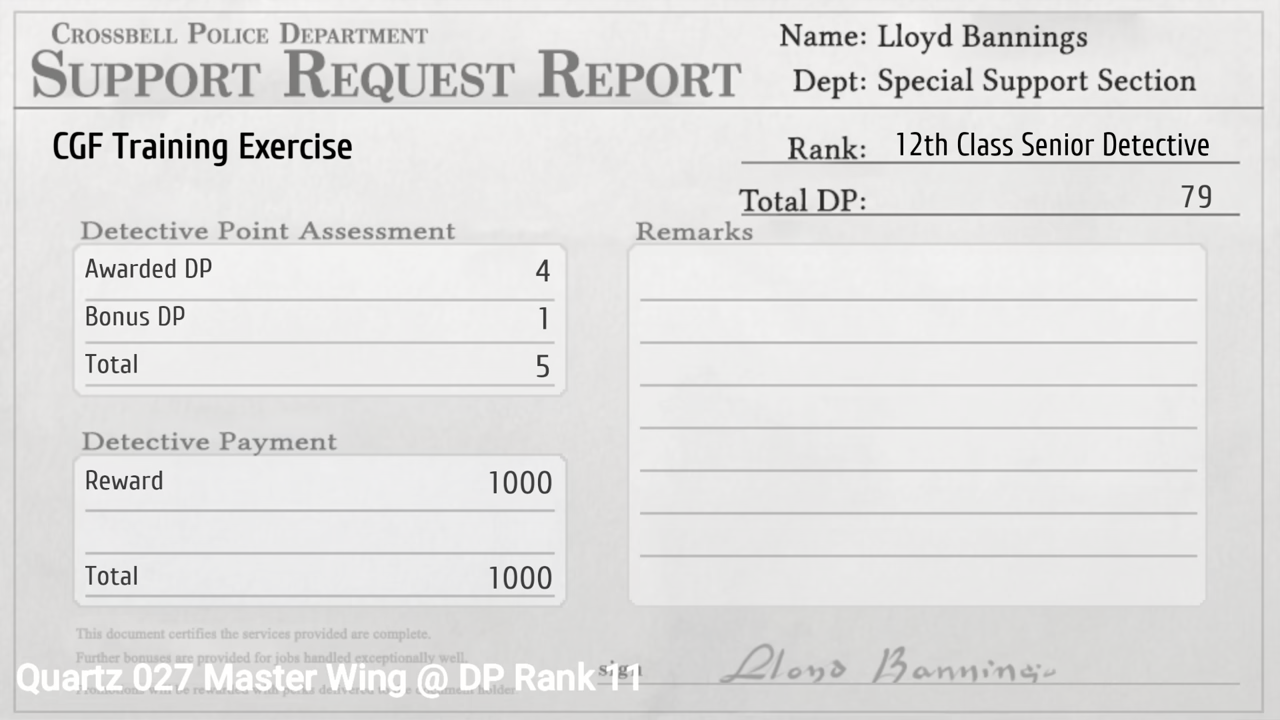 CROSSBELL POLICE DEPARTMENT
SUPPORT REQUEST REPORT
Name: Lloyd Bannings
Dept: Special Support Section
CGF Training Exercise
Rank: 12th Class Senior Detective
Total DP: 79
Detective Point Assessment
Awarded DP 4
Bonus DP 1
Total 5
Remarks
Detective Payment
Reward 1000
Total 1000
This document certifies the services provided are complete.
Further bonuses are provided for jobs handled exceptionally well.
sign Lloyd Bannings
Quartz 027 Master Wing @ DP Rank 11